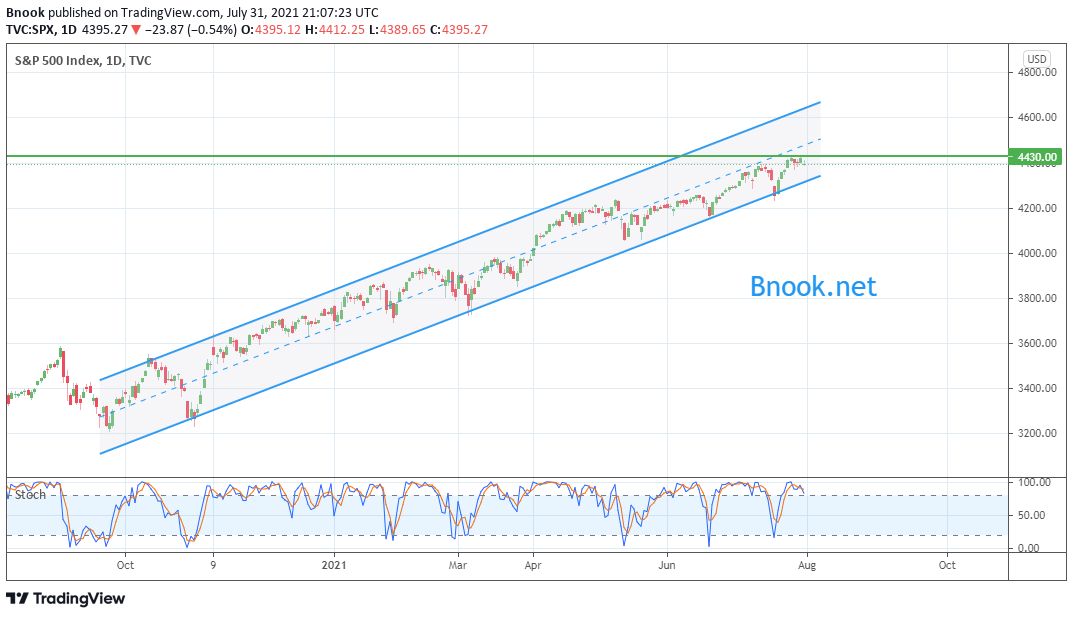 Bnook published on TradingView.com, July 31, 2021 21:07:23 UTC
TVC:SPX, 1D 4395.27 ▼ −23.87 (−0.54%) O:4395.12 H:4412.25 L:4389.65 C:4395.27
S&P 500 Index, 1D, TVC
USD
4800.00
4600.00
4430.00
4200.00
4000.00
Bnook.net
3800.00
3600.00
3400.00
3200.00
Stoch
100.00
50.00
0.00
Oct 9 2021 Mar Apr Jun Aug Oct
TradingView